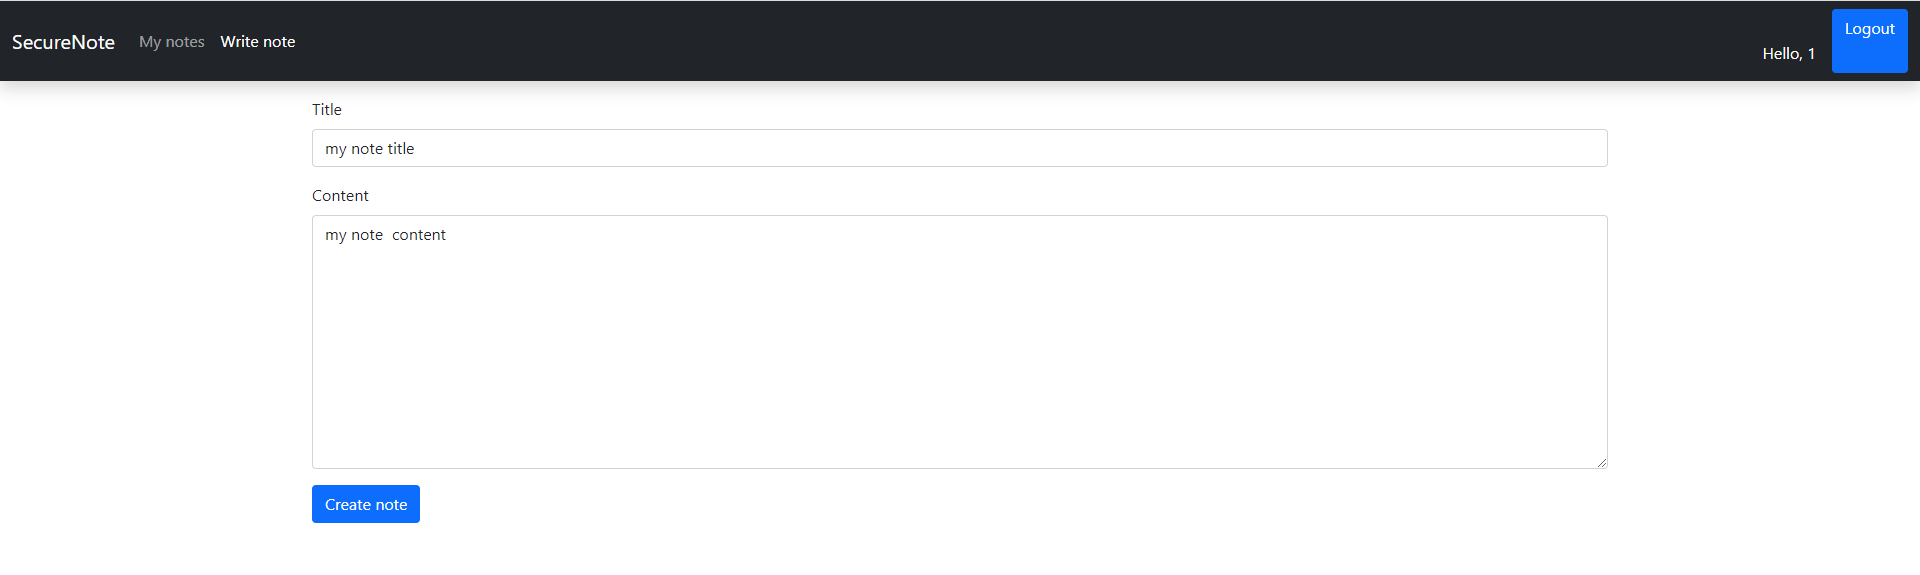 SecureNote My notes Write note Hello, 1 Logout
Title
my note title
Content
my note  content
Create note